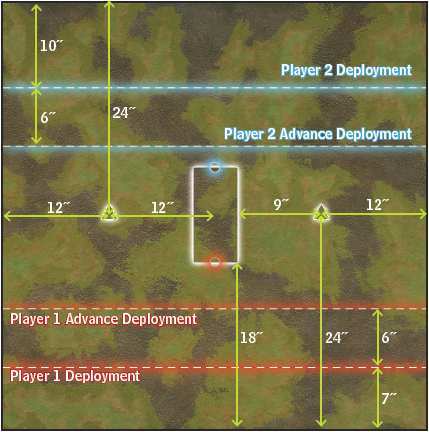 10″
Player 2 Deployment
6″
24″
Player 2 Advance Deployment
12″
12″
9″
12″
Player 1 Advance Deployment
18″
24″
6″
Player 1 Deployment
7″